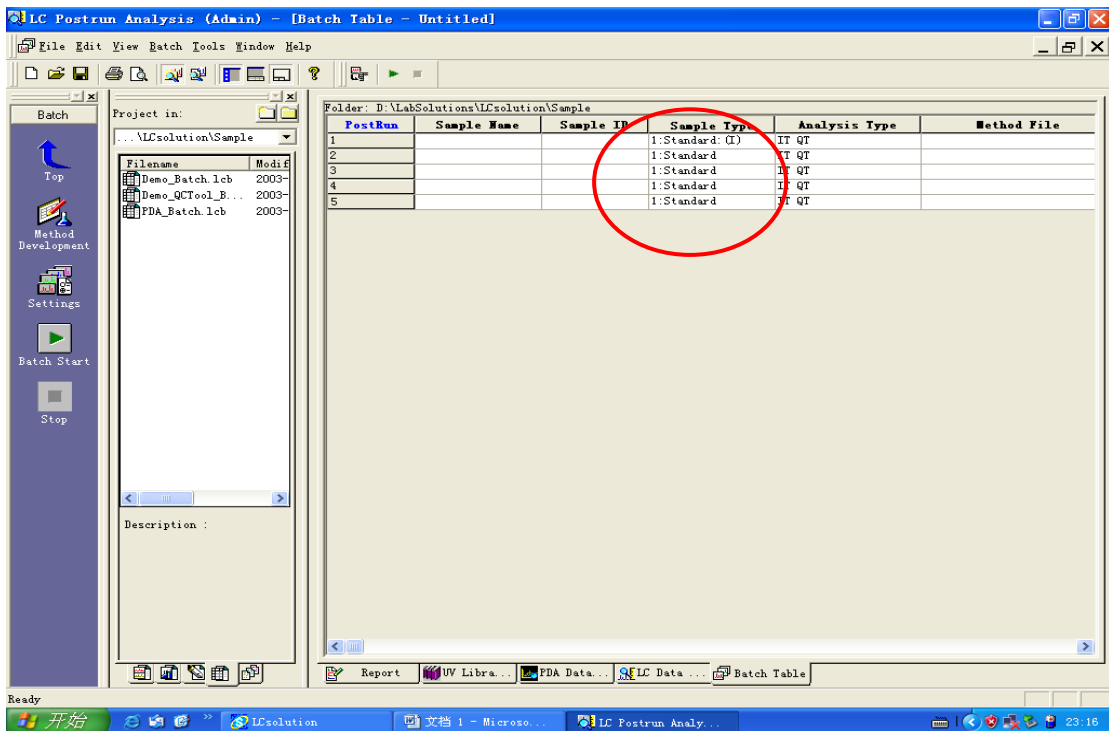 LC Postrun Analysis (Admin) - [Batch Table - Untitled]
File Edit View Batch Tools Window Help
Batch
Top
Method
Development
Settings
Batch Start
Stop
Project in:
...\LCsolution\Sample
Filename Modif
Demo_Batch.lcb 2003-
Demo_QCTool_B... 2003-
PDA_Batch.lcb 2003-
Description :
Folder: D:\LabSolutions\LCsolution\Sample
PostRun Sample Name Sample ID Sample Type Analysis Type Method File
1 1:Standard:(I) IT QT
2 1:Standard IT QT
3 1:Standard IT QT
4 1:Standard IT QT
5 1:Standard IT QT
Report UV Libra... PDA Data... LC Data ... Batch Table
Ready
开始 LCsolution 文档 1 - Microso... LC Postrun Analy... 23:16